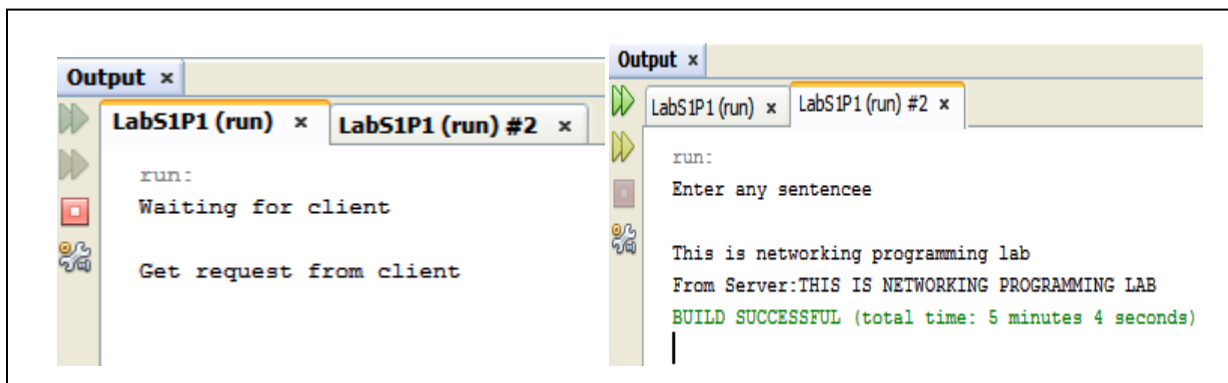 Output ×
LabS1P1 (run) × LabS1P1 (run) #2 ×
run:
Waiting for client
Get request from client
Output ×
LabS1P1 (run) × LabS1P1 (run) #2 ×
run:
Enter any sentencee
This is networking programming lab
From Server:THIS IS NETWORKING PROGRAMMING LAB
BUILD SUCCESSFUL (total time: 5 minutes 4 seconds)